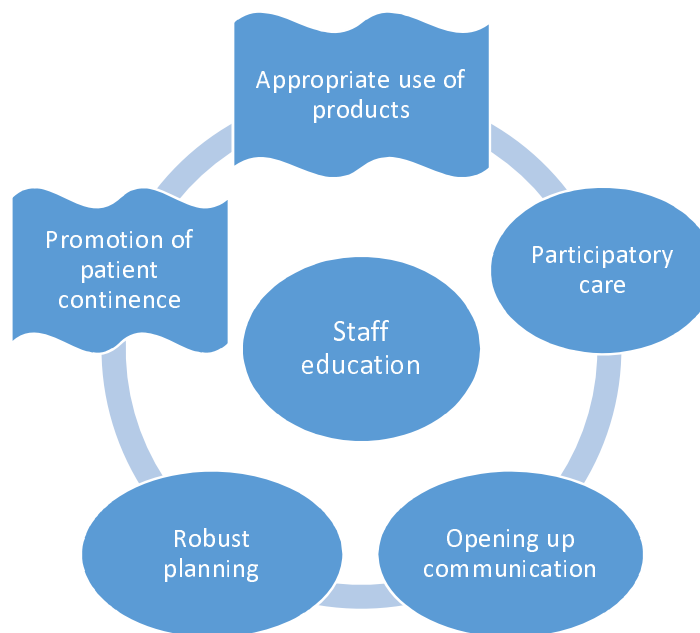 Appropriate use of
products
Participatory
care
Promotion of
patient
continence
Staff
education
Robust
planning
Opening up
communication